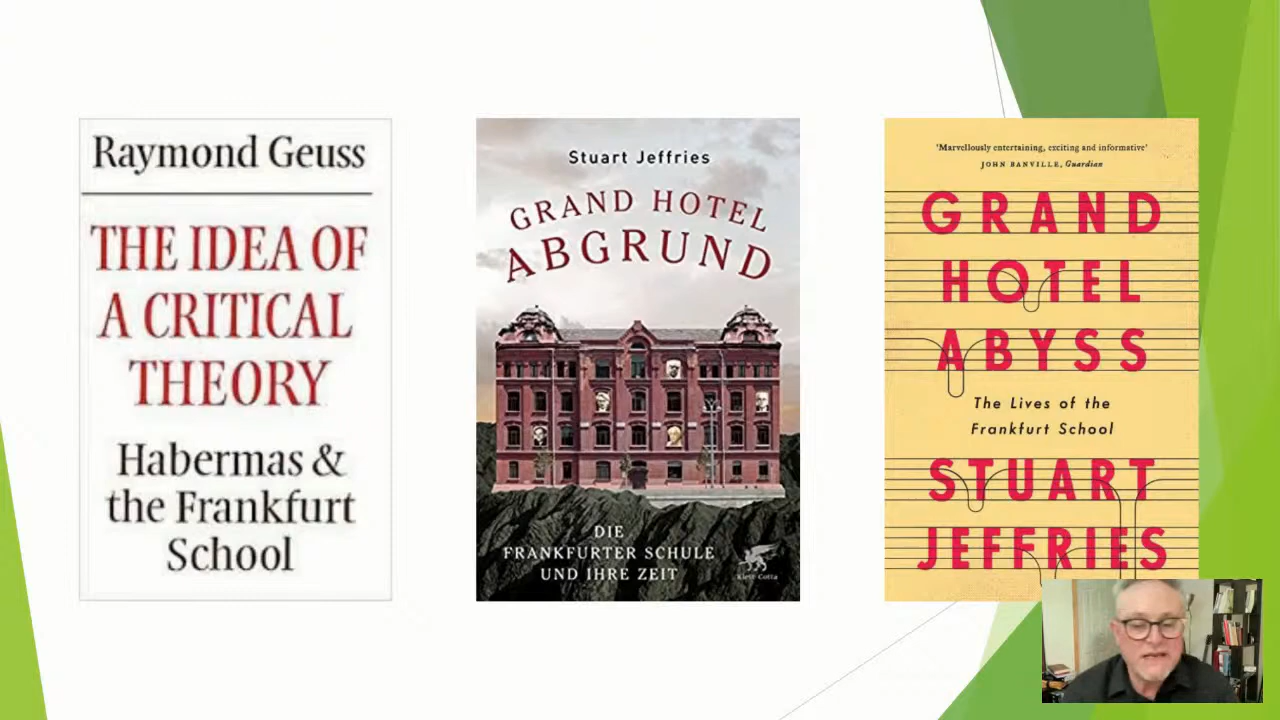 Raymond Geuss
THE IDEA OF
A CRITICAL
THEORY
Habermas &
the Frankfurt
School
Stuart Jeffries
GRAND HOTEL
ABGRUND
DIE
FRANKFURTER SCHULE
UND IHRE ZEIT
Klett-Cotta
'Marvellously entertaining, exciting and informative'
JOHN BANVILLE, Guardian
GRAND
HOTEL
ABYSS
The Lives of the
Frankfurt School
STUART
JEFFRIES